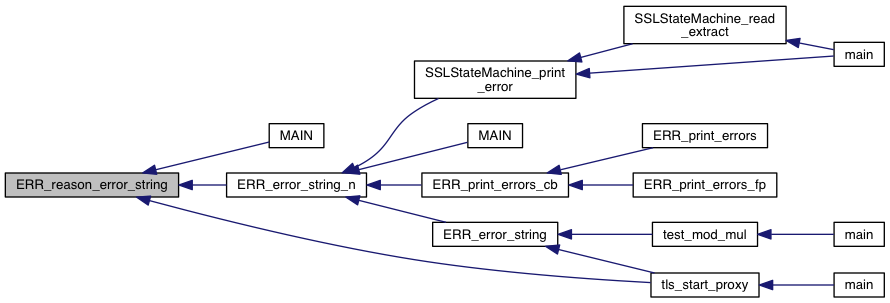 SSLStateMachine_read
_extract
main
SSLStateMachine_print
_error
MAIN
MAIN
ERR_print_errors
ERR_reason_error_string
ERR_error_string_n
ERR_print_errors_cb
ERR_print_errors_fp
ERR_error_string
test_mod_mul
main
tls_start_proxy
main